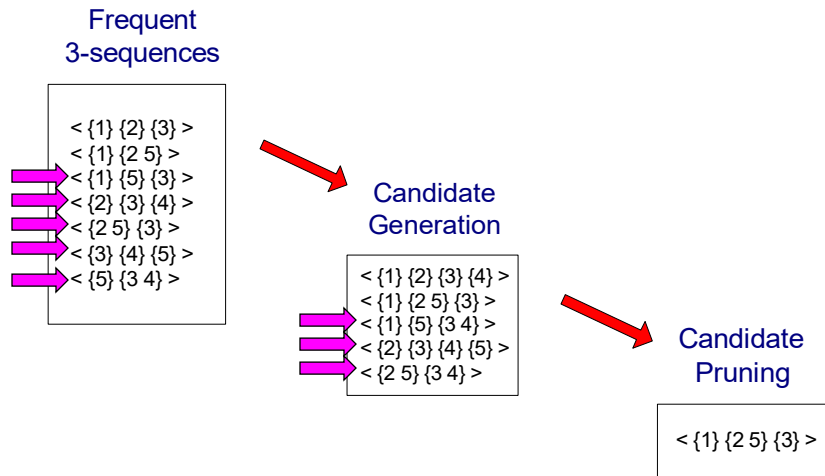 Frequent
3-sequences
< {1} {2} {3} >
< {1} {2 5} >
< {1} {5} {3} >
< {2} {3} {4} >
< {2 5} {3} >
< {3} {4} {5} >
< {5} {3 4} >
Candidate
Generation
< {1} {2} {3} {4} >
< {1} {2 5} {3} >
< {1} {5} {3 4} >
< {2} {3} {4} {5} >
< {2 5} {3 4} >
Candidate
Pruning
< {1} {2 5} {3} >